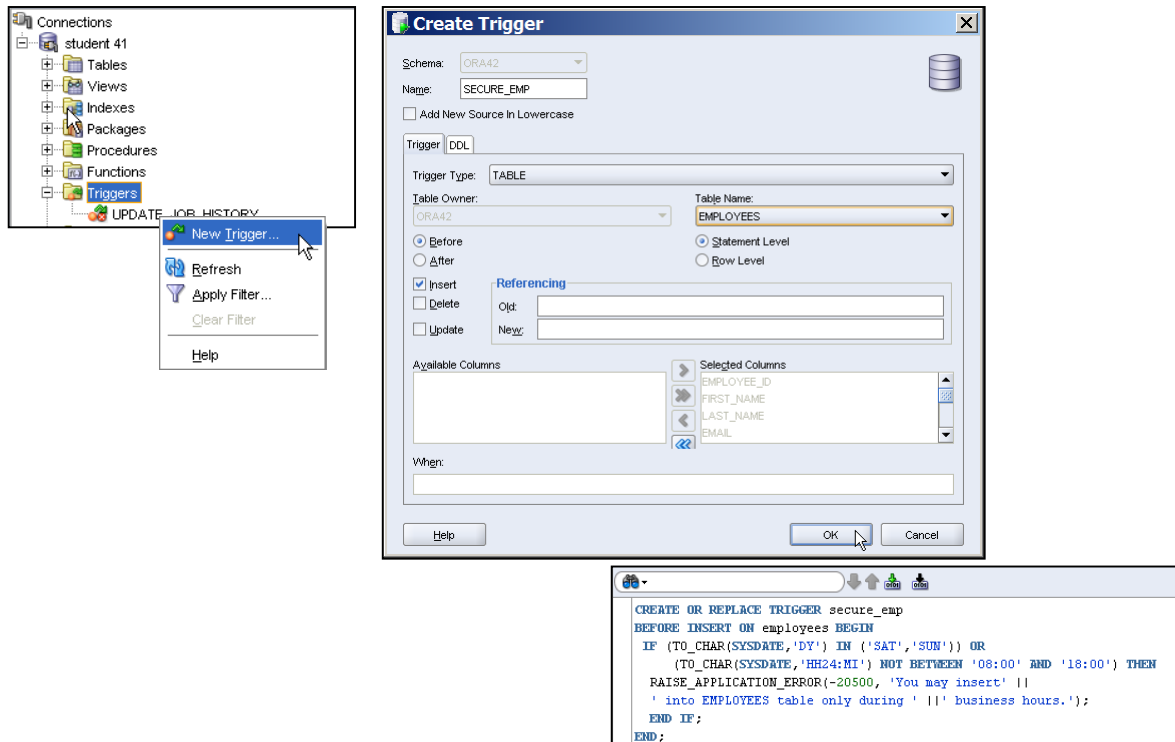 Connections
student 41
Tables
Views
Indexes
Packages
Procedures
Functions
Triggers
UPDATE_JOB_HISTORY
New Trigger...
Refresh
Apply Filter...
Clear Filter
Help
Create Trigger
Schema: ORA42
Name: SECURE_EMP
Add New Source In Lowercase
Trigger DDL
Trigger Type: TABLE
Table Owner: Table Name:
ORA42 EMPLOYEES
Before Statement Level
After Row Level
Insert Referencing
Delete Old:
Update New:
Available Columns Selected Columns
EMPLOYEE_ID
FIRST_NAME
LAST_NAME
EMAIL
When:
Help OK Cancel
CREATE OR REPLACE TRIGGER secure_emp
BEFORE INSERT ON employees BEGIN
IF (TO_CHAR(SYSDATE,'DY') IN ('SAT','SUN')) OR
(TO_CHAR(SYSDATE,'HH24:MI') NOT BETWEEN '08:00' AND '18:00') THEN
RAISE_APPLICATION_ERROR(-20500, 'You may insert' ||
' into EMPLOYEES table only during ' ||' business hours.');
END IF;
END;